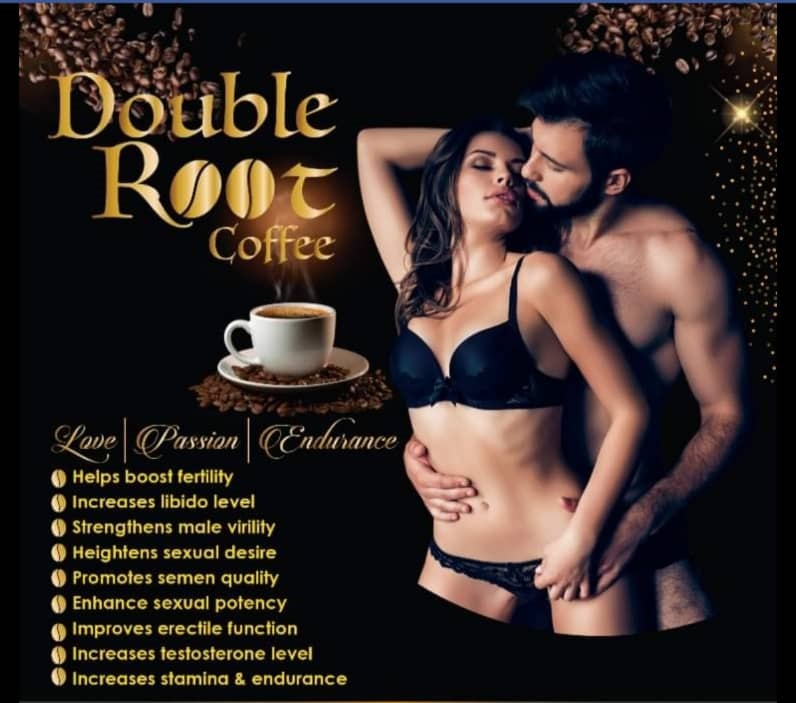 Double
Root
Coffee
Love | Passion | Endurance
Helps boost fertility
Increases libido level
Strengthens male virility
Heightens sexual desire
Promotes semen quality
Enhance sexual potency
Improves erectile function
Increases testosterone level
Increases stamina & endurance